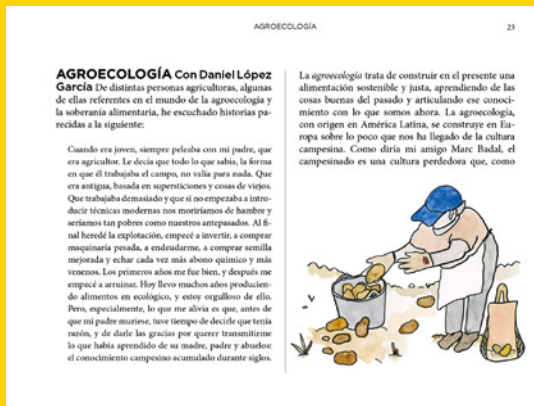 AGROECOLOGÍA
23
AGROECOLOGÍA Con Daniel López
García De distintas personas agricultoras, algunas
de ellas referentes en el mundo de la agroecología y
la soberanía alimentaria, he escuchado historias pa-
recidas a la siguiente:
Cuando era joven, siempre peleaba con mi padre, que
era agricultor. Le decía que todo lo que sabía, la forma
en que él trabajaba el campo, no valía para nada. Que
era antigua, basada en supersticiones y cosas de viejos.
Que trabajaba demasiado y que si no empezaba a intro-
ducir técnicas modernas nos moriríamos de hambre y
seríamos tan pobres como nuestros antepasados. Al fi-
nal heredé la explotación, empecé a invertir, a comprar
maquinaria pesada, a endeudarme, a comprar semilla
mejorada y echar cada vez más abono químico y más
venenos. Los primeros años me fue bien, y después me
empecé a arruinar. Hoy llevo muchos años producien-
do alimentos en ecológico, y estoy orgulloso de ello.
Pero, especialmente, lo que me alivia es que, antes de
que mi padre muriese, tuve tiempo de decirle que tenía
razón, y de darle las gracias por querer transmitirme
lo que había aprendido de su madre, padre y abuelos:
el conocimiento campesino acumulado durante siglos.
La agroecología trata de construir en el presente una
alimentación sostenible y justa, aprendiendo de las
cosas buenas del pasado y articulando ese conoci-
miento con lo que somos ahora. La agroecología,
con origen en América Latina, se construye en Eu-
ropa sobre lo poco que nos ha llegado de la cultura
campesina. Como diría mi amigo Marc Badal, el
campesinado es una cultura perdedora que, como